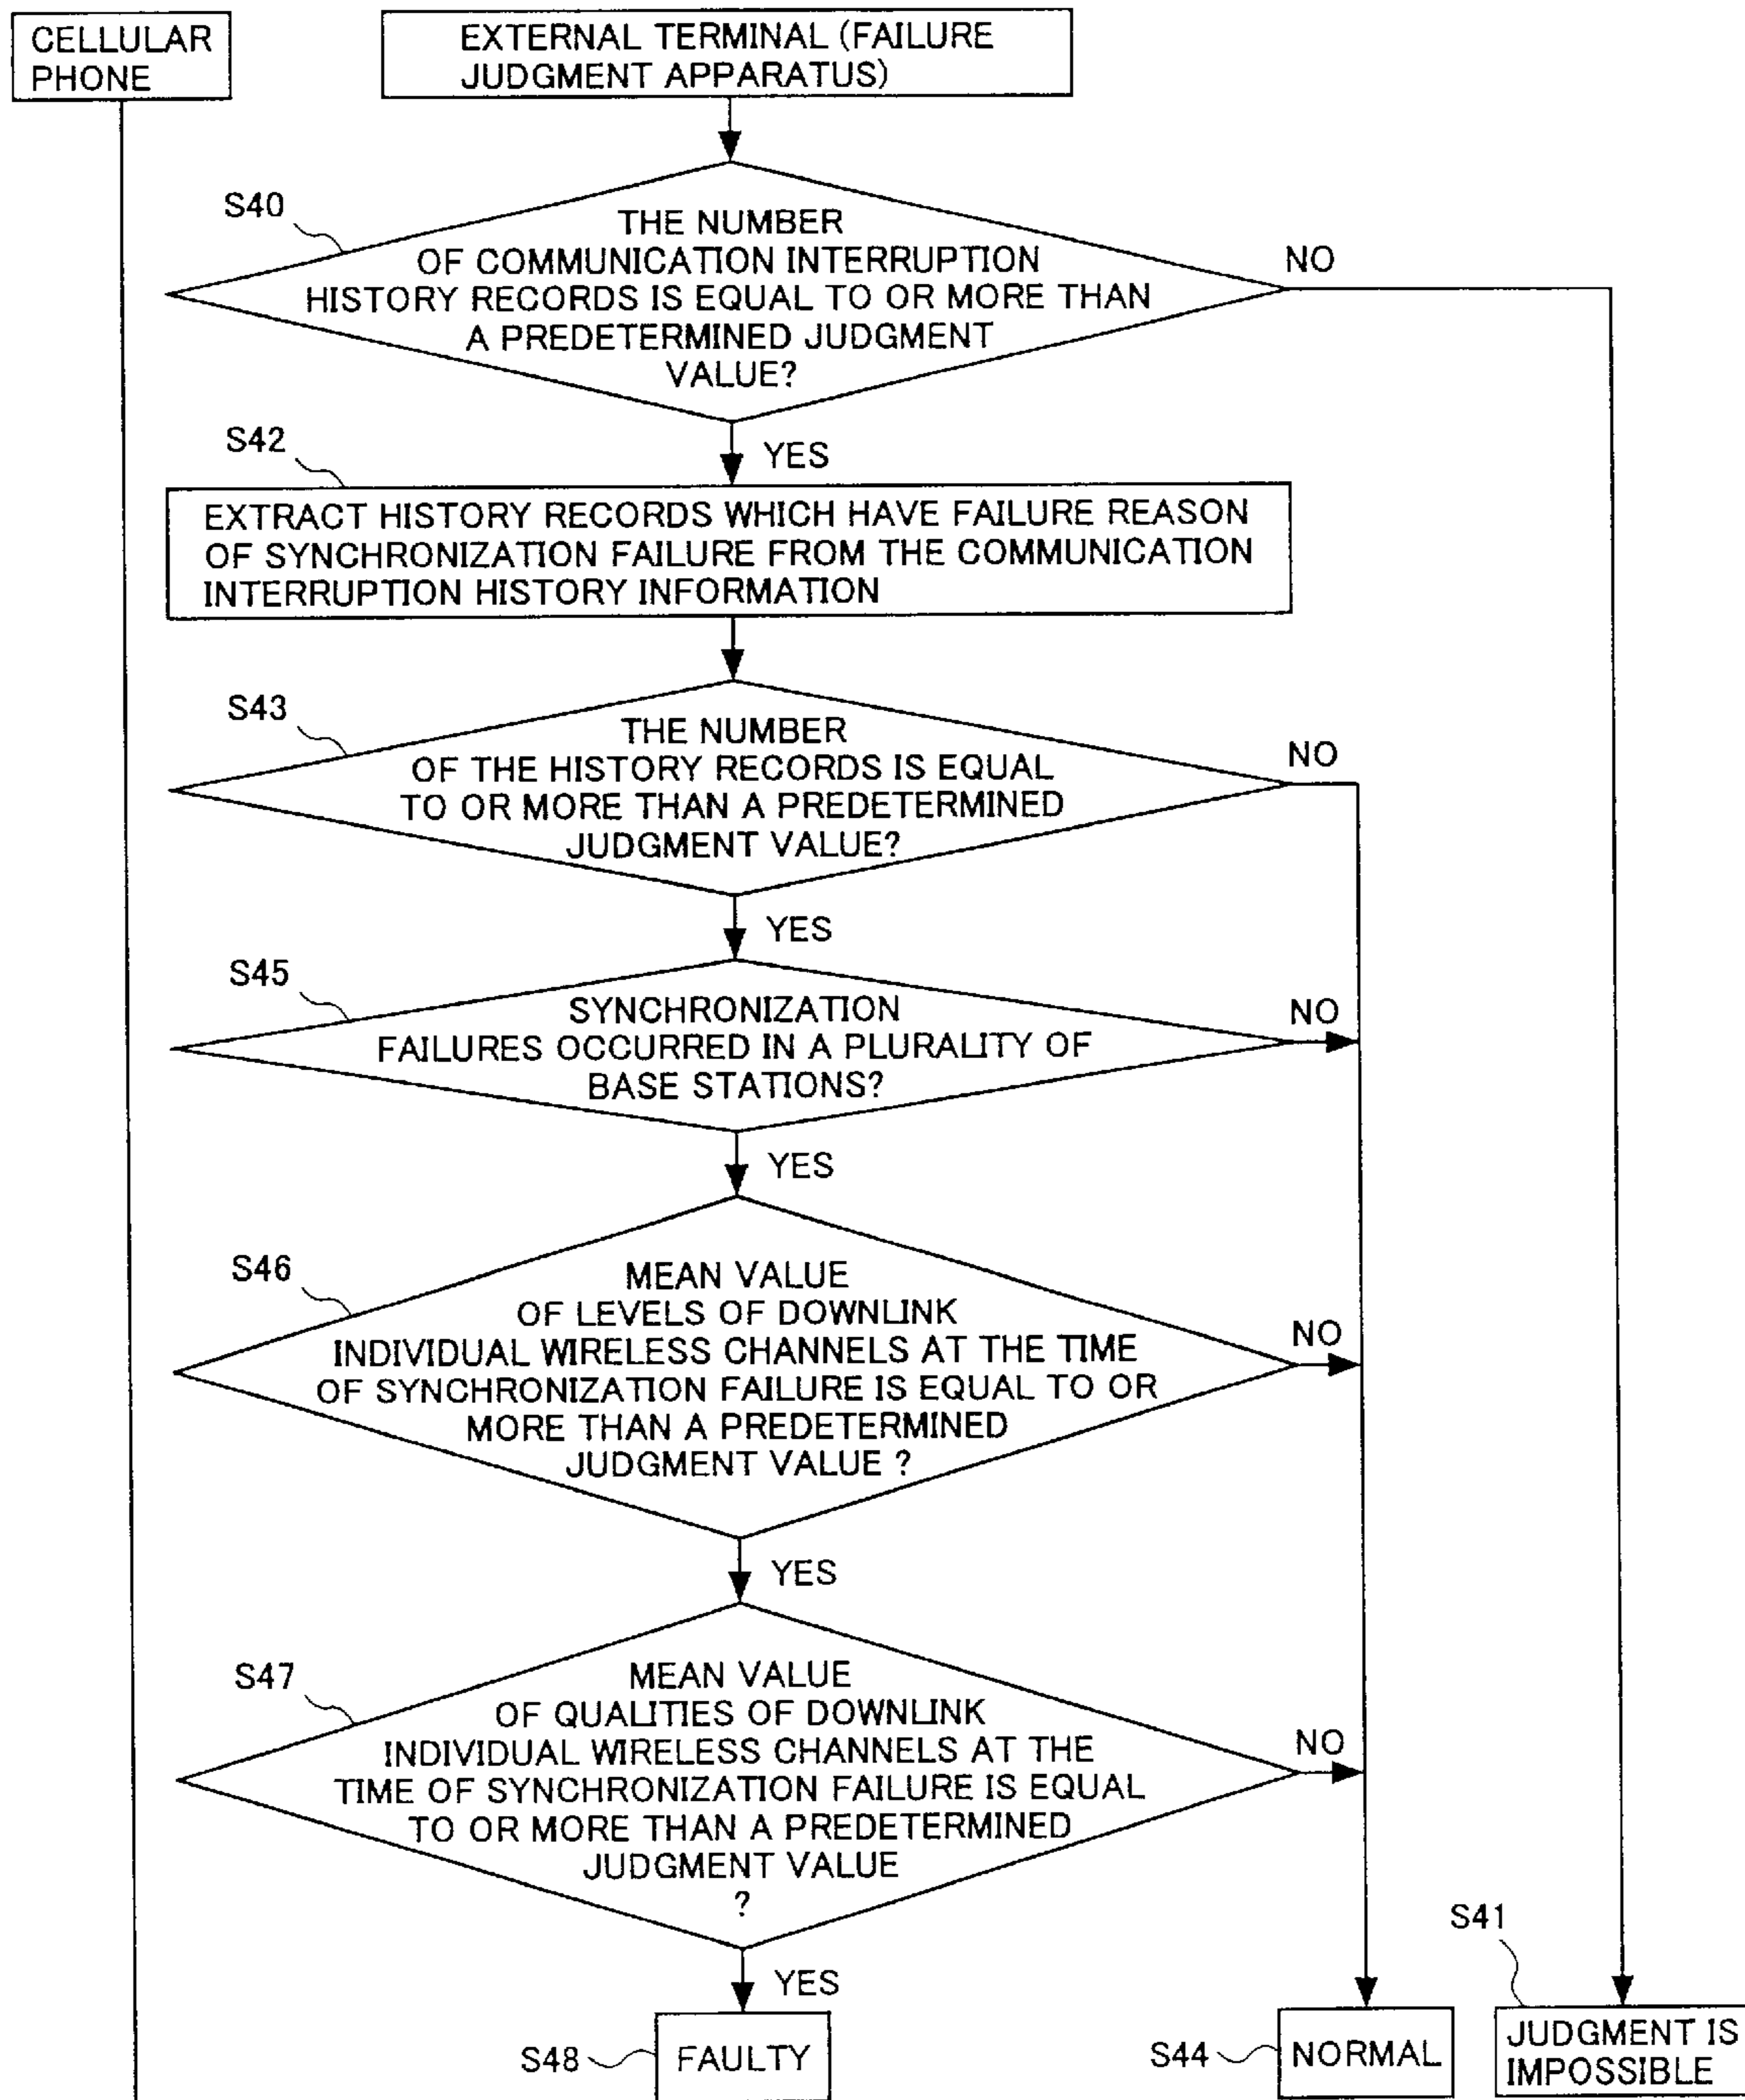 CELLULAR
PHONE
EXTERNAL TERMINAL (FAILURE
JUDGMENT APPARATUS)
S40
THE NUMBER
OF COMMUNICATION INTERRUPTION
HISTORY RECORDS IS EQUAL TO OR MORE THAN
A PREDETERMINED JUDGMENT
VALUE?
NO
YES
S42
EXTRACT HISTORY RECORDS WHICH HAVE FAILURE REASON
OF SYNCHRONIZATION FAILURE FROM THE COMMUNICATION
INTERRUPTION HISTORY INFORMATION
S43
THE NUMBER
OF THE HISTORY RECORDS IS EQUAL
TO OR MORE THAN A PREDETERMINED
JUDGMENT VALUE?
NO
YES
S45
SYNCHRONIZATION
FAILURES OCCURRED IN A PLURALITY OF
BASE STATIONS?
NO
YES
S46
MEAN VALUE
OF LEVELS OF DOWNLINK
INDIVIDUAL WIRELESS CHANNELS AT THE TIME
OF SYNCHRONIZATION FAILURE IS EQUAL TO OR
MORE THAN A PREDETERMINED
JUDGMENT VALUE ?
NO
YES
S47
MEAN VALUE
OF QUALITIES OF DOWNLINK
INDIVIDUAL WIRELESS CHANNELS AT THE
TIME OF SYNCHRONIZATION FAILURE IS EQUAL
TO OR MORE THAN A PREDETERMINED
JUDGMENT VALUE
?
NO
YES
S48
FAULTY
S44
NORMAL
S41
JUDGMENT IS
IMPOSSIBLE